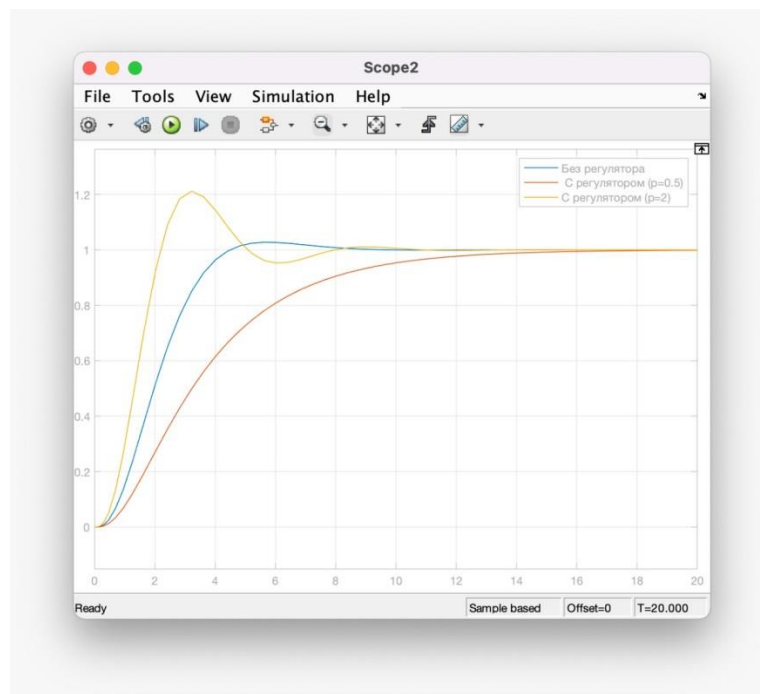 Scope2
File Tools View Simulation Help
Без регулятора
С регулятором (p=0.5)
С регулятором (p=2)
1.2
1
0.8
0.6
0.4
0.2
0
0 2 4 6 8 10 12 14 16 18 20
Ready Sample based Offset=0 T=20.000